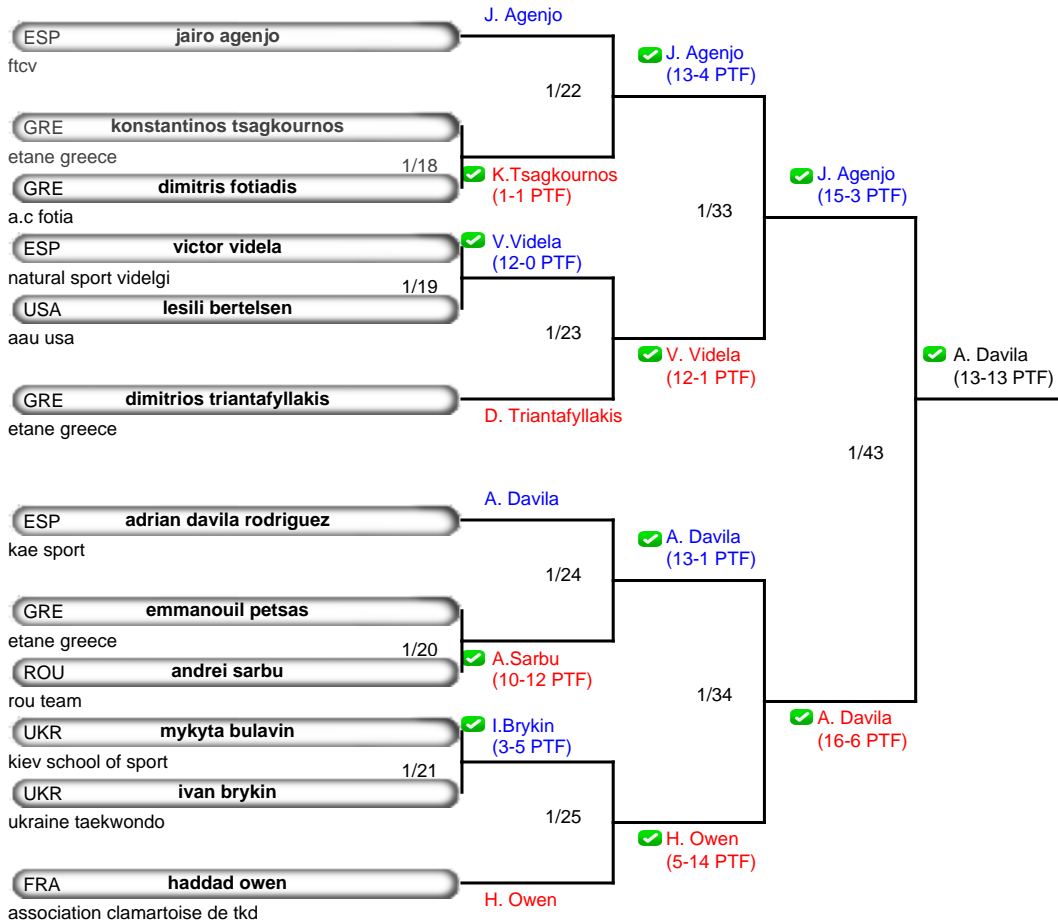 J. Agenjo
ESP jairo agenjo
ftcv
J. Agenjo
(13-4 PTF)
1/22
GRE konstantinos tsagkournos
etane greece
1/18
K.Tsagkournos
(1-1 PTF)
GRE dimitris fotiadis
a.c fotia
J. Agenjo
(15-3 PTF)
1/33
ESP victor videla
V.Videla
(12-0 PTF)
natural sport videlgi
1/19
USA lesili bertelsen
aau usa
1/23
V. Videla
(12-1 PTF)
A. Davila
(13-13 PTF)
GRE dimitrios triantafyllakis
D. Triantafyllakis
etane greece
1/43
A. Davila
ESP adrian davila rodriguez
kae sport
A. Davila
(13-1 PTF)
1/24
GRE emmanouil petsas
etane greece
1/20
A.Sarbu
(10-12 PTF)
ROU andrei sarbu
rou team
1/34
UKR mykyta bulavin
I.Brykin
(3-5 PTF)
A. Davila
(16-6 PTF)
kiev school of sport
1/21
UKR ivan brykin
ukraine taekwondo
1/25
H. Owen
(5-14 PTF)
FRA haddad owen
H. Owen
association clamartoise de tkd